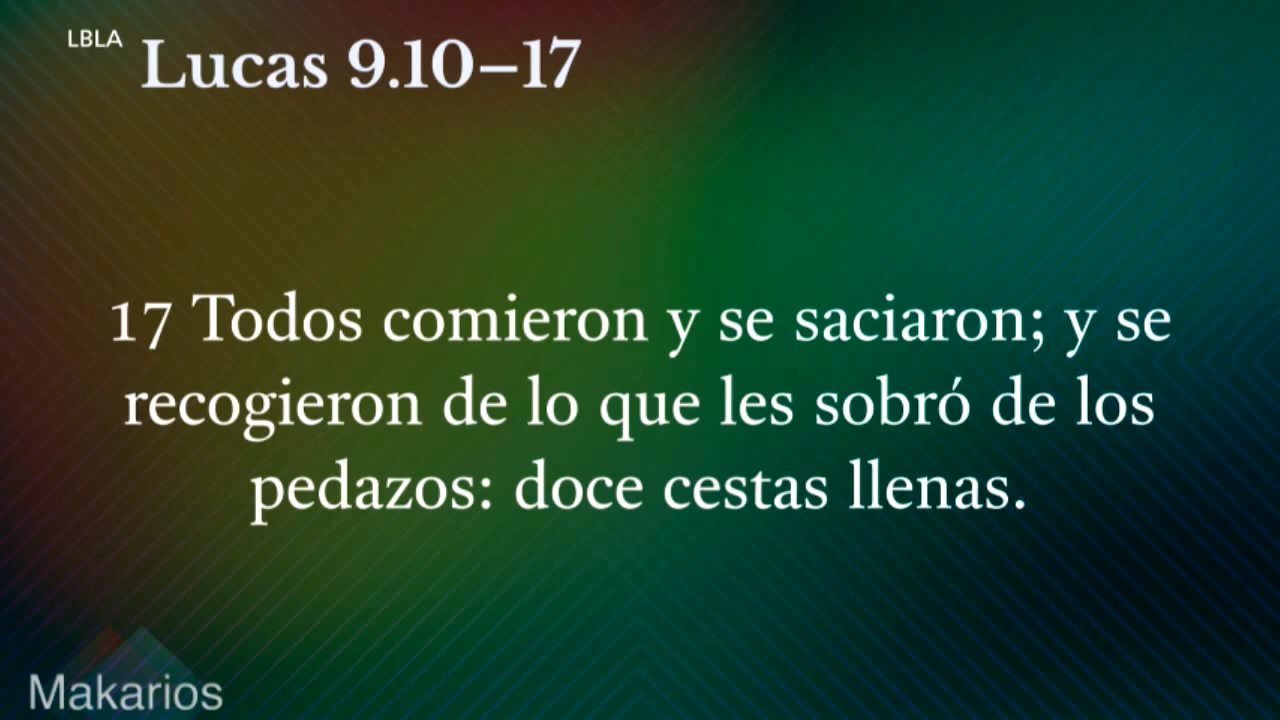 LBLA
Lucas 9.10–17
17 Todos comieron y se saciaron; y se
recogieron de lo que les sobró de los
pedazos: doce cestas llenas.
Makarios